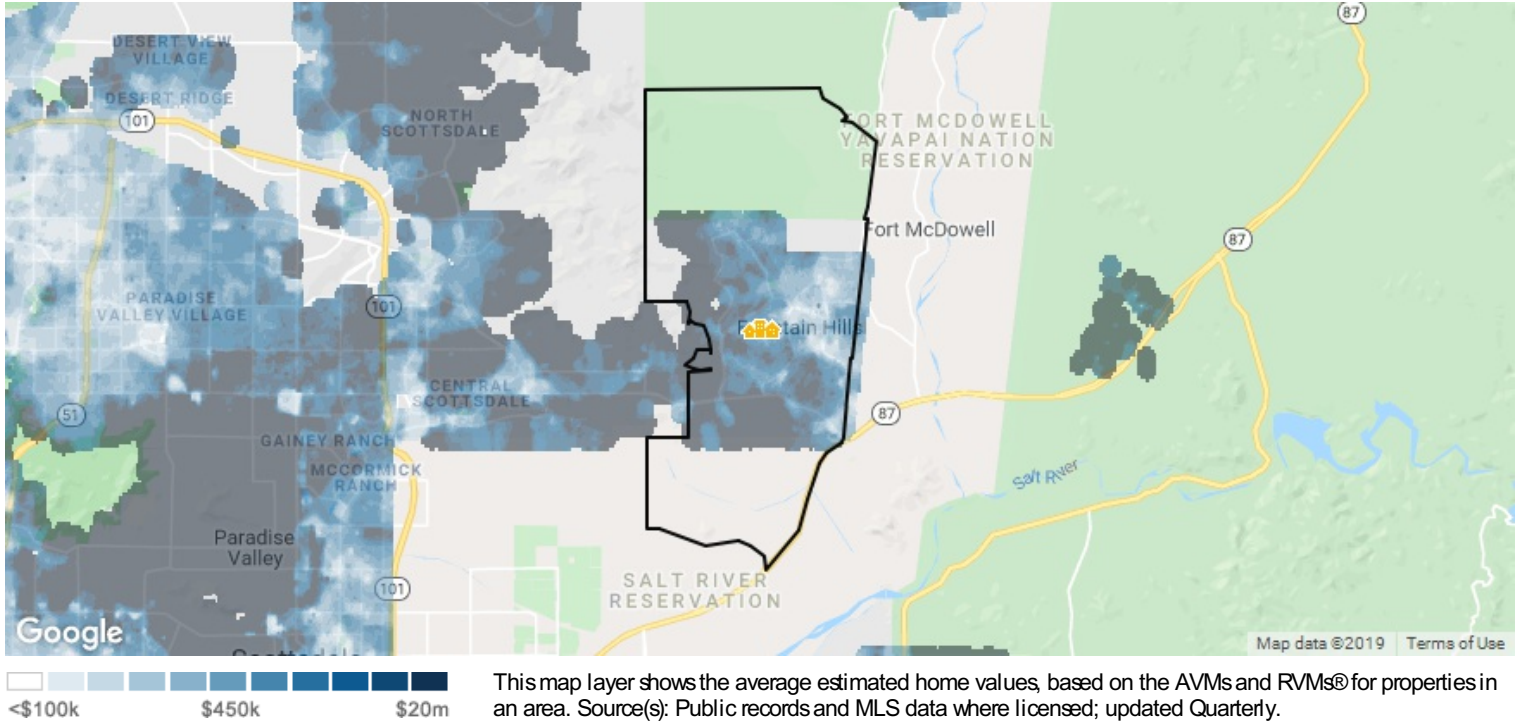 87
DESERT VIEW
VILLAGE
DESERT RIDGE
101
NORTH
SCOTTSDALE
FORT MCDOWELL
YAVAPAI NATION
RESERVATION
Fort McDowell
87
PARADISE
VALLEY VILLAGE
101
Fountain Hills
CENTRAL
SCOTTSDALE
51
87
GAINEY RANCH
MCCORMICK
RANCH
Salt River
Paradise
Valley
101
SALT RIVER
RESERVATION
Google
Scottsdale
Map data ©2019 Terms of Use
<$100k $450k $20m
This map layer shows the average estimated home values, based on the AVMs and RVMs® for properties in
an area. Source(s): Public records and MLS data where licensed; updated Quarterly.